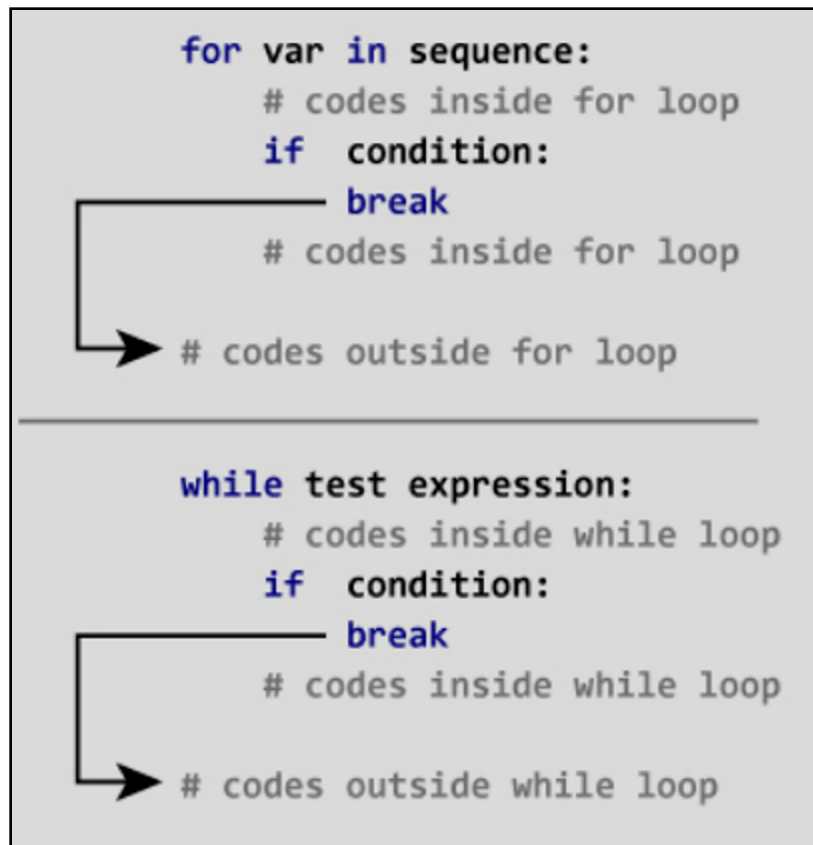 for var in sequence:
# codes inside for loop
if condition:
break
# codes inside for loop
# codes outside for loop
while test expression:
# codes inside while loop
if condition:
break
# codes inside while loop
# codes outside while loop